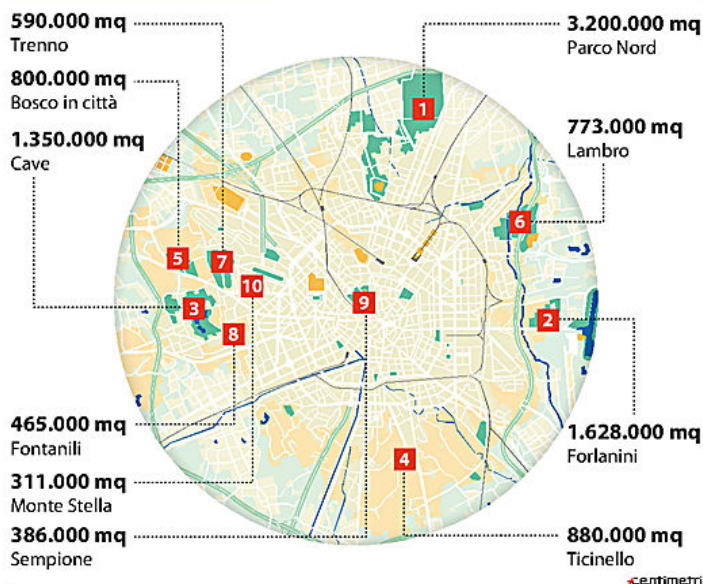 590.000 mq
Trenno
800.000 mq
Bosco in città
1.350.000 mq
Cave
3.200.000 mq
Parco Nord
773.000 mq
Lambro
1
6
5
7
10
3
9
2
8
4
465.000 mq
Fontanili
311.000 mq
Monte Stella
386.000 mq
Sempione
1.628.000 mq
Forlanini
880.000 mq
Ticinello
centimetri